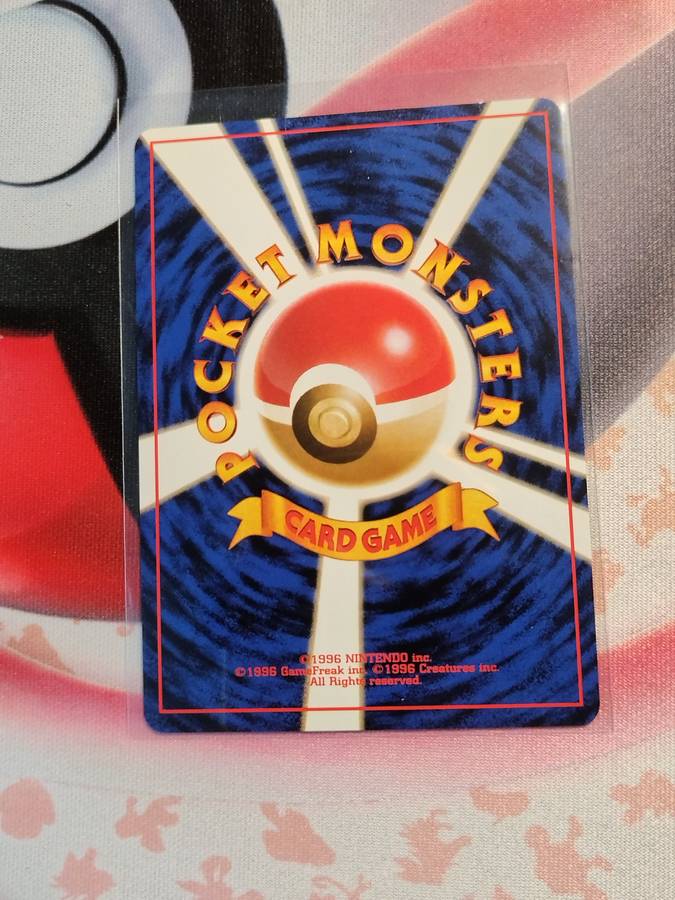 POCKET MONSTERS
CARD GAME
©1996 NINTENDO inc.
©1996 GameFreak inc. ©1996 Creatures inc.
All Rights reserved.